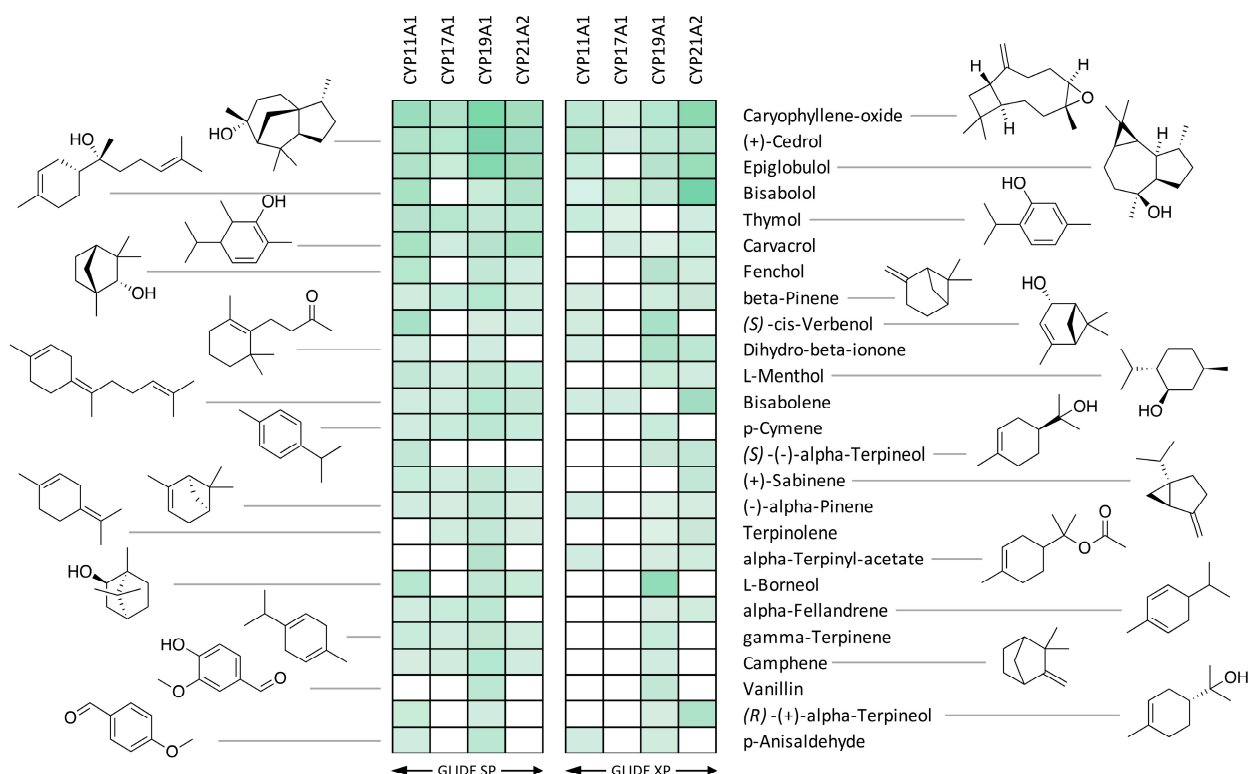 CYP11A1 CYP17A1 CYP19A1 CYP21A2 CYP11A1 CYP17A1 CYP19A1 CYP21A2
Caryophyllene-oxide
(+)-Cedrol
Epiglobulol
Bisabolol
Thymol
Carvacrol
Fenchol
beta-Pinene
(S) -cis-Verbenol
Dihydro-beta-ionone
L-Menthol
Bisabolene
p-Cymene
(S) -(-)-alpha-Terpineol
(+)-Sabinene
(-)-alpha-Pinene
Terpinolene
alpha-Terpinyl-acetate
L-Borneol
alpha-Fellandrene
gamma-Terpinene
Camphene
Vanillin
(R) -(+)-alpha-Terpineol
p-Anisaldehyde
GLIDE SP GLIDE XP
HO
HO
OH
OH
O
HO
HO
O
O
O
O
H
H
H
O
H
OH
HO
HO
HO
OH
O
O
OH